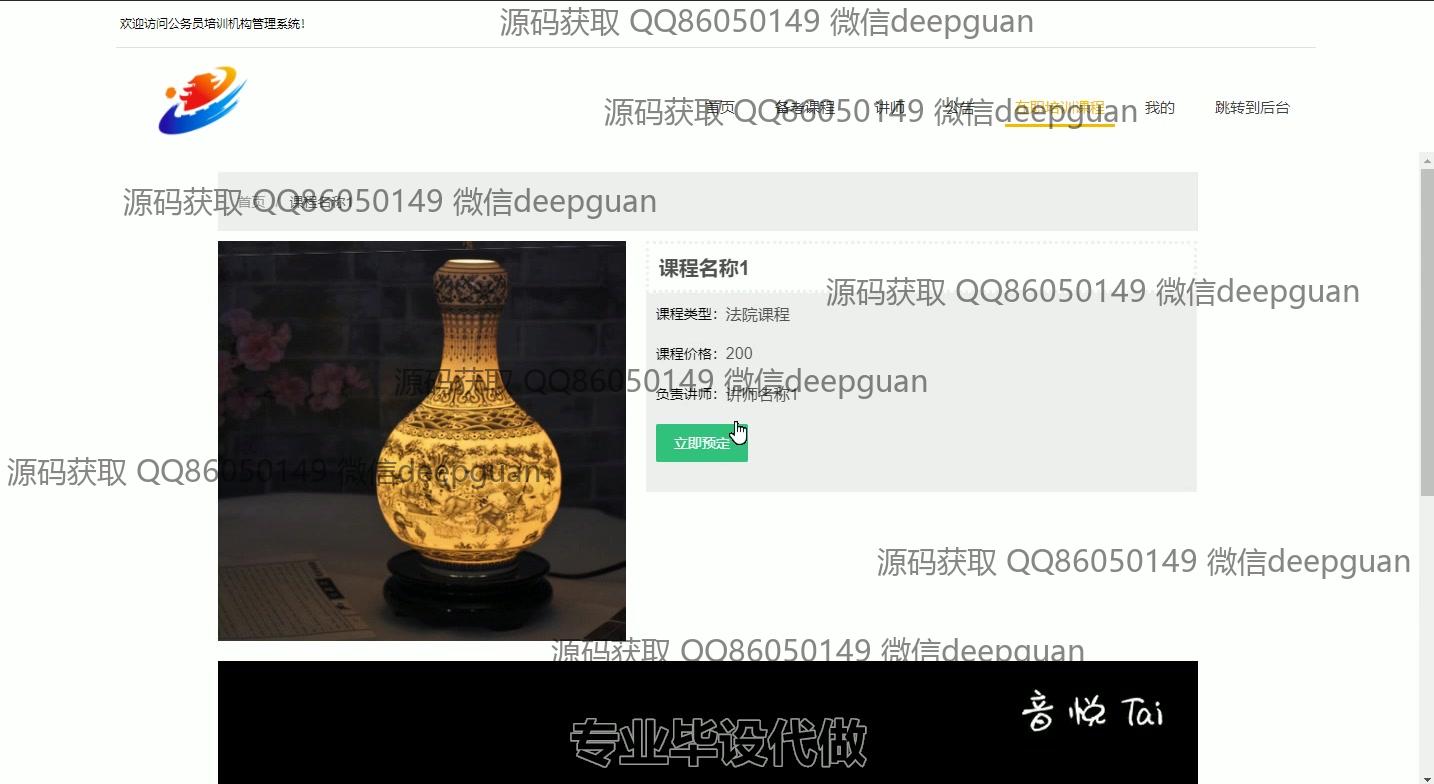 欢迎访问公务员培训机构管理系统!
源码获取 QQ86050149 微信deepguan
首页 备考课程 讲师 公告 在职培训课程 我的 跳转到后台
源码获取 QQ86050149 微信deepguan
首页 / 课程名称1
源码获取 QQ86050149 微信deepguan
课程名称1
源码获取 QQ86050149 微信deepguan
课程类型：法院课程
课程价格：200
源码获取 QQ86050149 微信deepguan
负责讲师：讲师名称1
立即预定
源码获取 QQ86050149 微信deepguan
源码获取 QQ86050149 微信deepguan
源码获取 QQ86050149 微信deepguan
音悦Tai
专业毕设代做